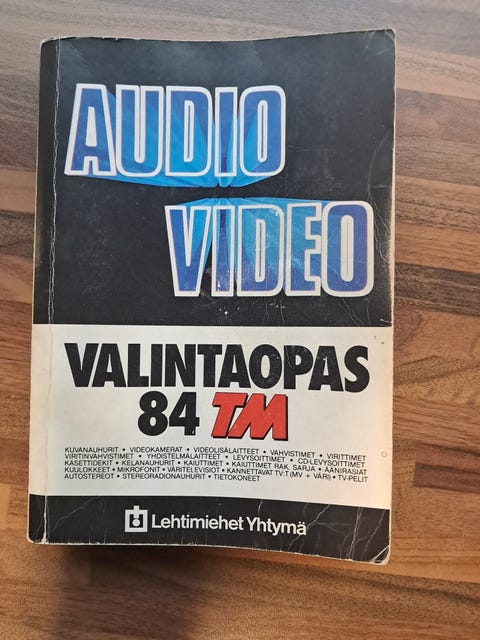 AUDIO
VIDEO
VALINTAOPAS
84 TM
KUVANAUHURIT • VIDEOKAMERAT • VIDEOLISÄLAITTEET • VAHVISTIMET • VIRITTIMET
VIRITINVAHVISTIMET • YHDISTELMALAITTEET • LEVYSOITTIMET • CD-LEVYSOITTIMET
KASETTIDEKIT • KELANAUHURIT • KAIUTTIMET • KAIUTTIMET RAK. SARJA • ÄÄNIRASIAT
KUULOKKEET • MIKROFONIT • VÄRITELEVISIOT • KANNETTAVAT TV:T (MV + VÄRI) • TV-PELIT
AUTOSTEREOT • STEREORADIONAUHURIT • TIETOKONEET
Lehtimiehet Yhtymä